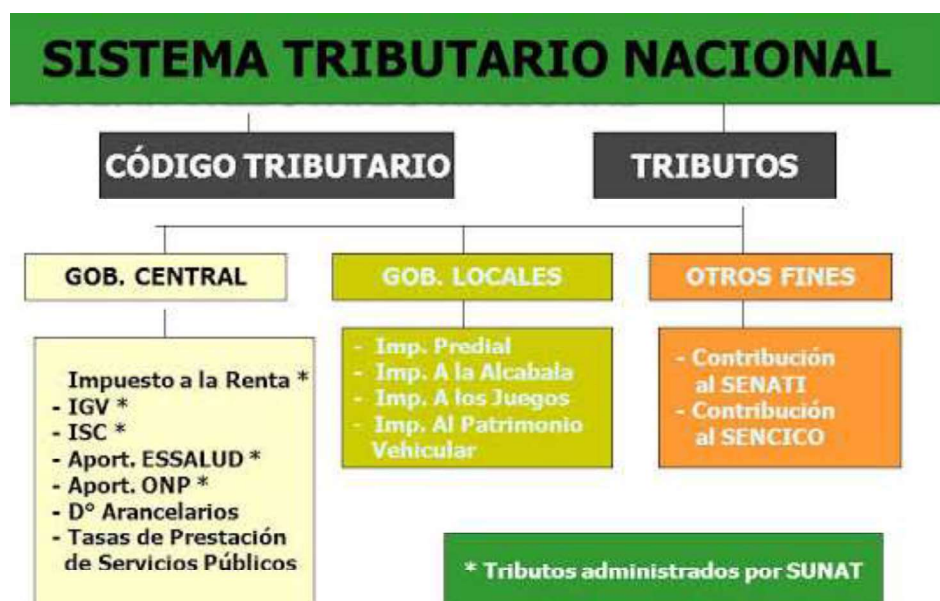 SISTEMA TRIBUTARIO NACIONAL
CÓDIGO TRIBUTARIO
TRIBUTOS
GOB. CENTRAL
GOB. LOCALES
OTROS FINES
Impuesto a la Renta *
- IGV *
- ISC *
- Aport. ESSALUD *
- Aport. ONP *
- D° Arancelarios
- Tasas de Prestación
de Servicios Públicos
- Imp. Predial
- Imp. A la Alcabala
- Imp. A los Juegos
- Imp. Al Patrimonio
Vehicular
- Contribución
al SENATI
- Contribución
al SENCICO
* Tributos administrados por SUNAT